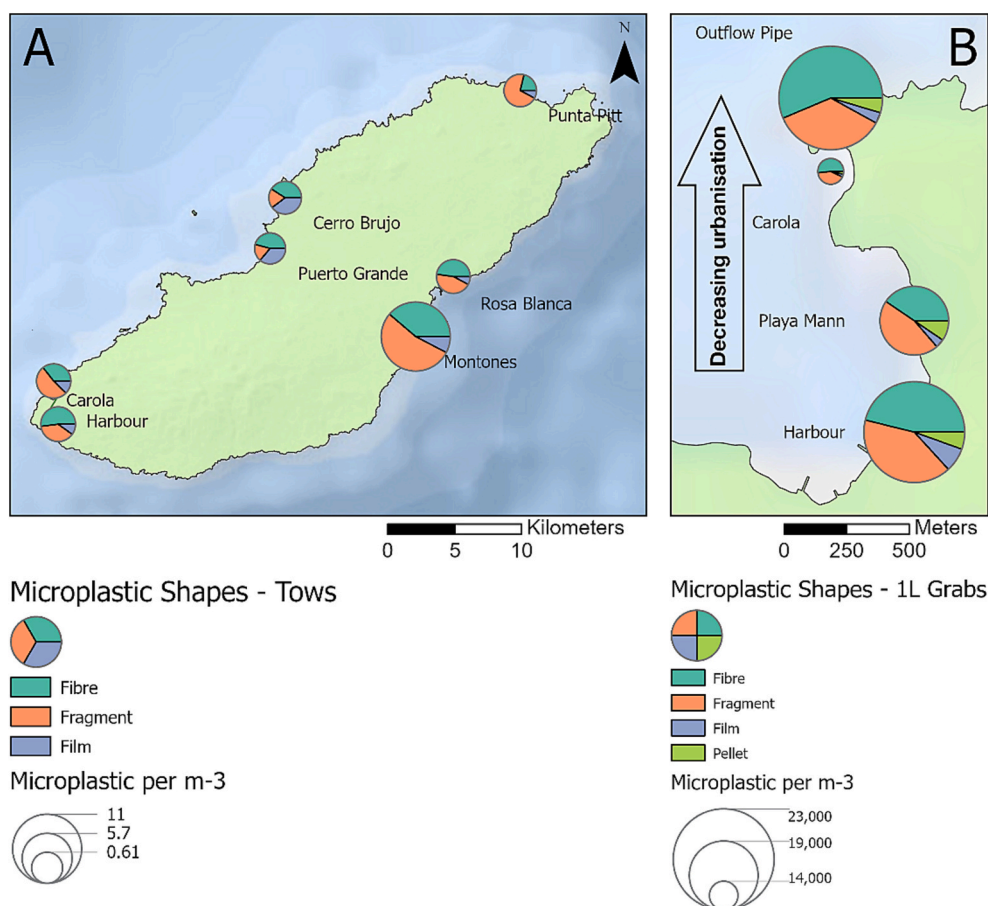 A
N
Punta Pitt
Cerro Brujo
Puerto Grande
Rosa Blanca
Montones
Carola
Harbour
Kilometers
0 5 10
Microplastic Shapes - Tows
Fibre
Fragment
Film
Microplastic per m-3
11
5.7
0.61
B
Outflow Pipe
Decreasing urbanisation
Carola
Playa Mann
Harbour
Meters
0 250 500
Microplastic Shapes - 1L Grabs
Fibre
Fragment
Film
Pellet
Microplastic per m-3
23,000
19,000
14,000